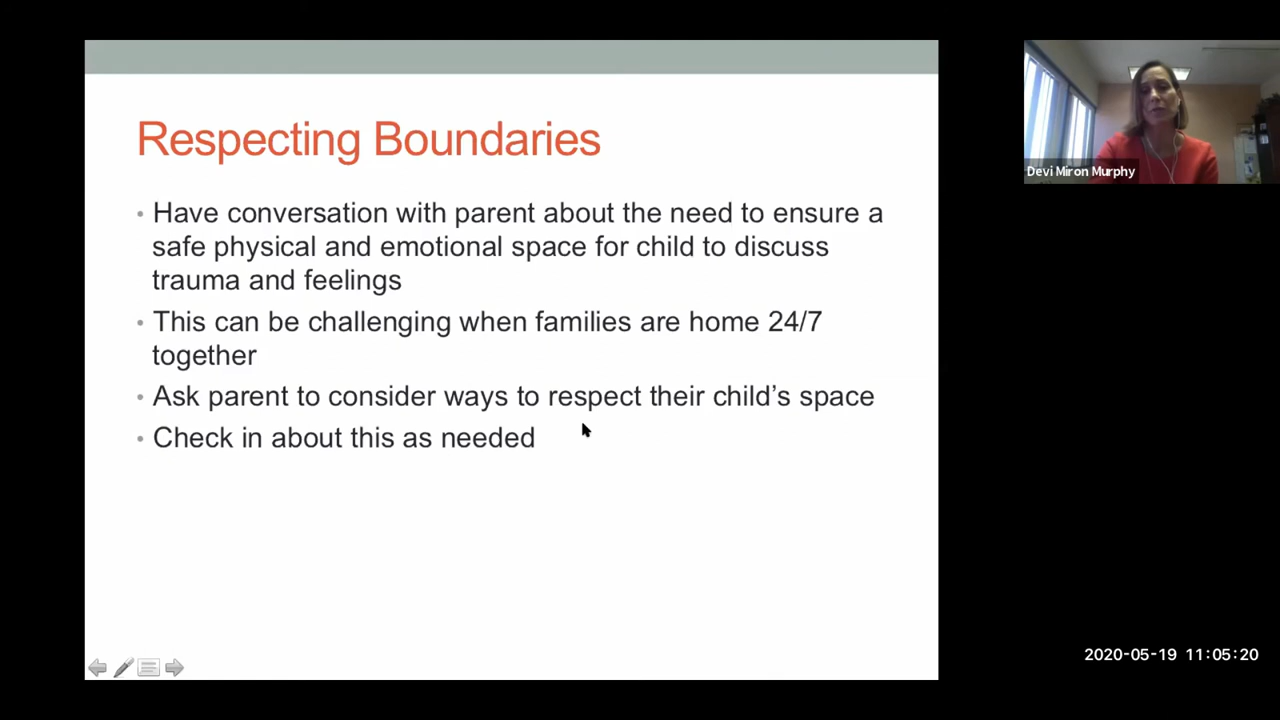 Respecting Boundaries
• Have conversation with parent about the need to ensure a
safe physical and emotional space for child to discuss
trauma and feelings
• This can be challenging when families are home 24/7
together
• Ask parent to consider ways to respect their child’s space
• Check in about this as needed
Devi Miron Murphy
2020-05-19 11:05:20